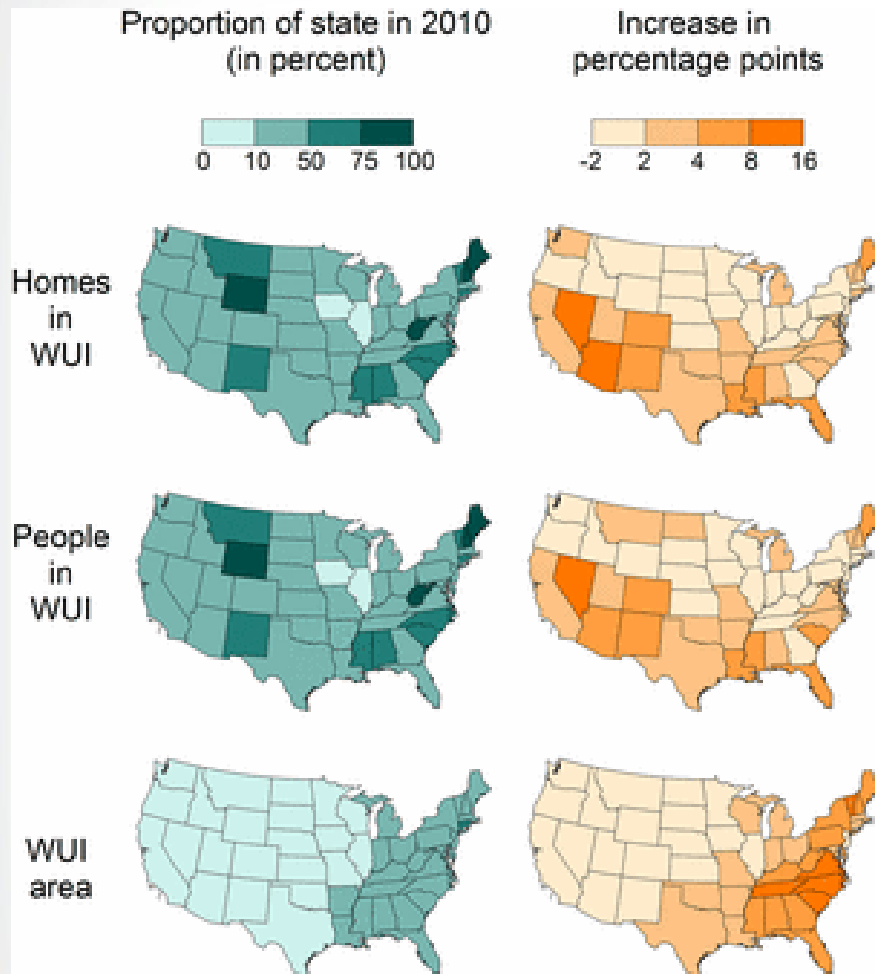 Proportion of state in 2010
(in percent)
Increase in
percentage points
0 10 50 75 100
-2 2 4 8 16
Homes
in
WUI
People
in
WUI
WUI
area